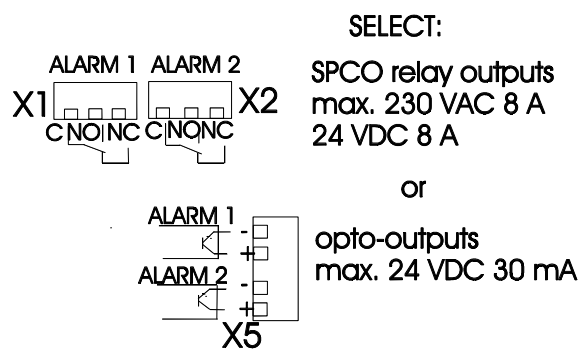 SELECT:
ALARM 1 ALARM 2
SPCO relay outputs
X1 X2
max. 230 VAC 8 A
C NO NC C NO NC
24 VDC 8 A
or
ALARM 1
-
opto-outputs
+
max. 24 VDC 30 mA
ALARM 2
-
+
X5